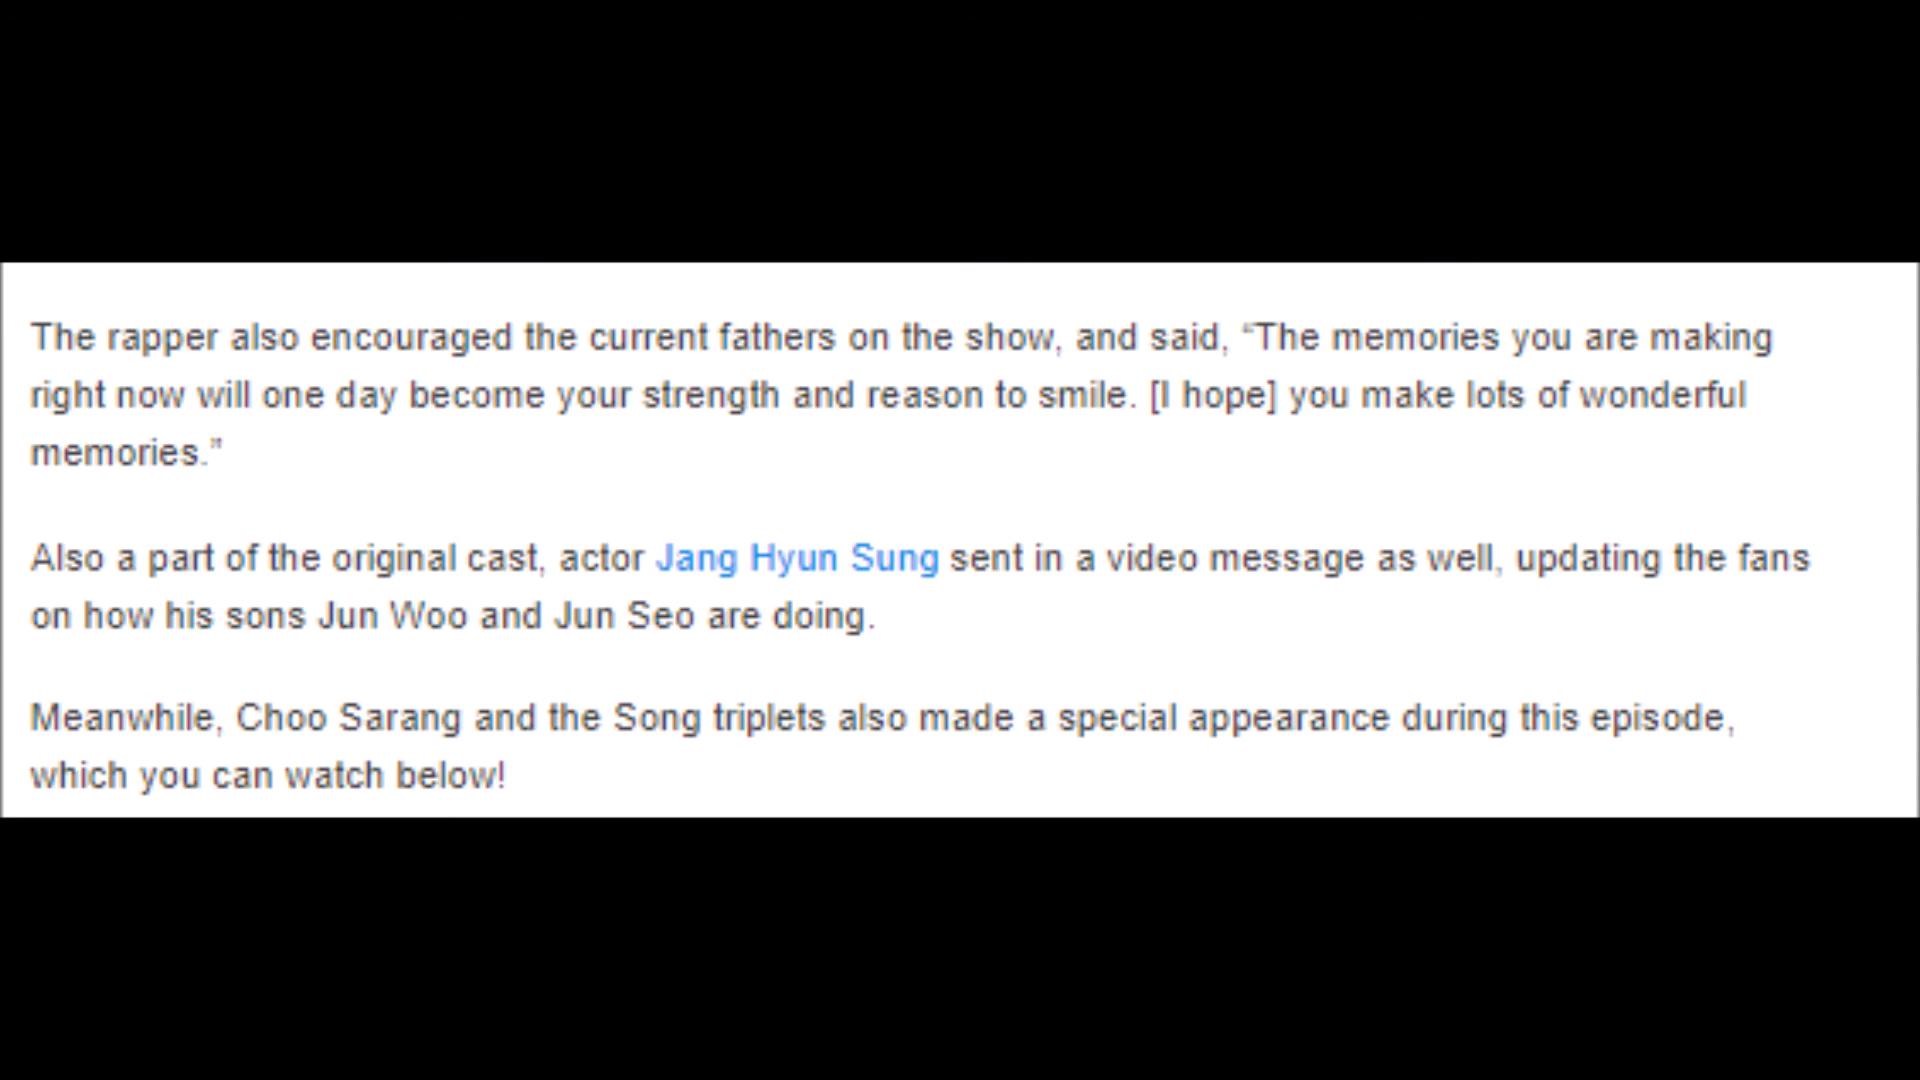 The rapper also encouraged the current fathers on the show, and said, “The memories you are making
right now will one day become your strength and reason to smile. [I hope] you make lots of wonderful
memories.”
Also a part of the original cast, actor Jang Hyun Sung sent in a video message as well, updating the fans
on how his sons Jun Woo and Jun Seo are doing.
Meanwhile, Choo Sarang and the Song triplets also made a special appearance during this episode,
which you can watch below!